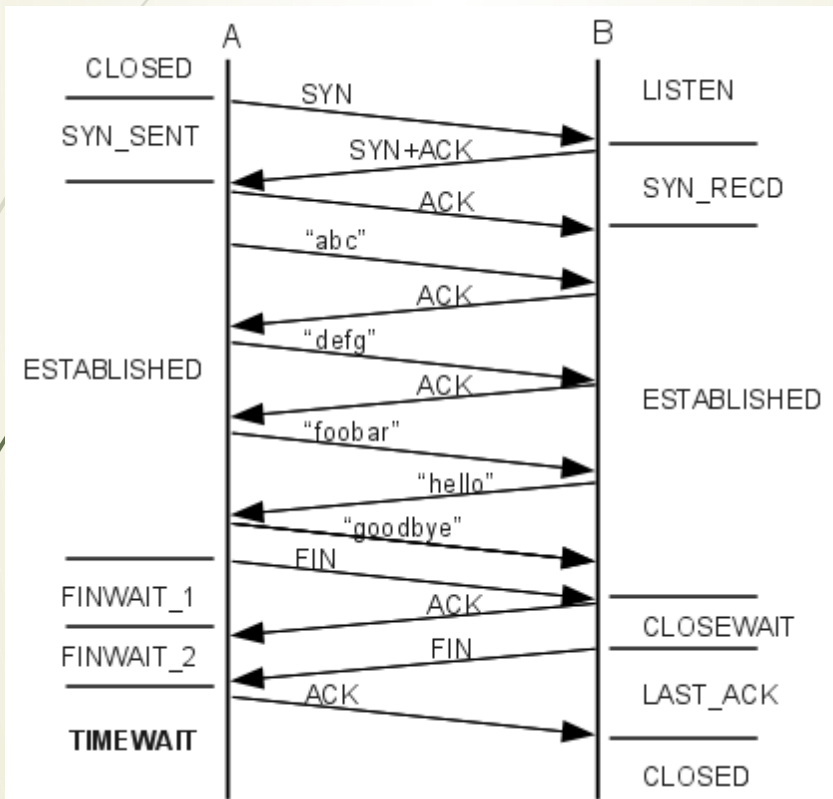 A
B
CLOSED
SYN
LISTEN
SYN_SENT
SYN+ACK
SYN_RECD
ACK
“abc”
ACK
“defg”
ESTABLISHED
ACK
ESTABLISHED
“foobar”
“hello”
“goodbye”
FIN
FINWAIT_1
ACK
CLOSEWAIT
FINWAIT_2
FIN
ACK
LAST_ACK
TIMEWAIT
CLOSED